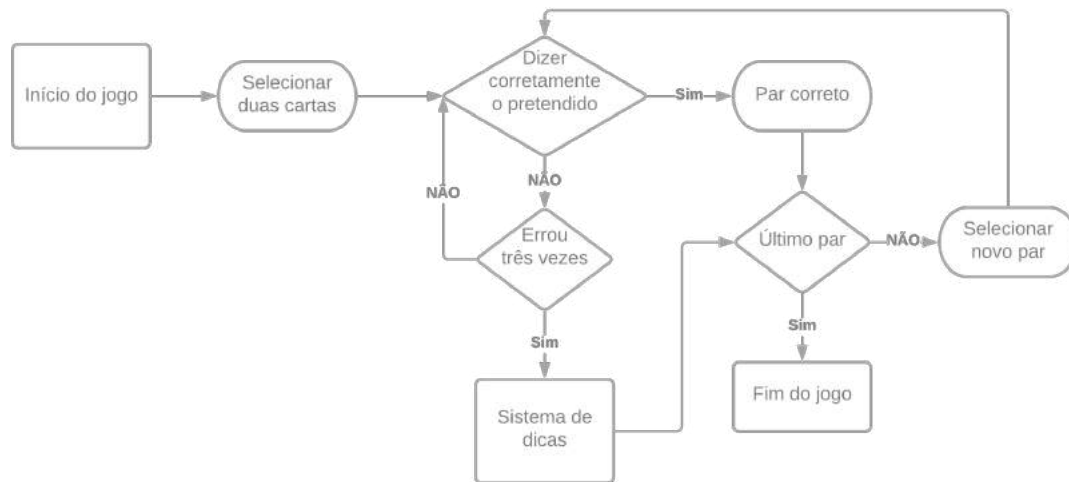 Início do jogo
Selecionar
duas cartas
Dizer
corretamente
o pretendido
Sim
Par correto
NÃO
NÃO
Errou
três vezes
Último par
NÃO
Selecionar
novo par
Sim
Sim
Sistema de
dicas
Fim do jogo